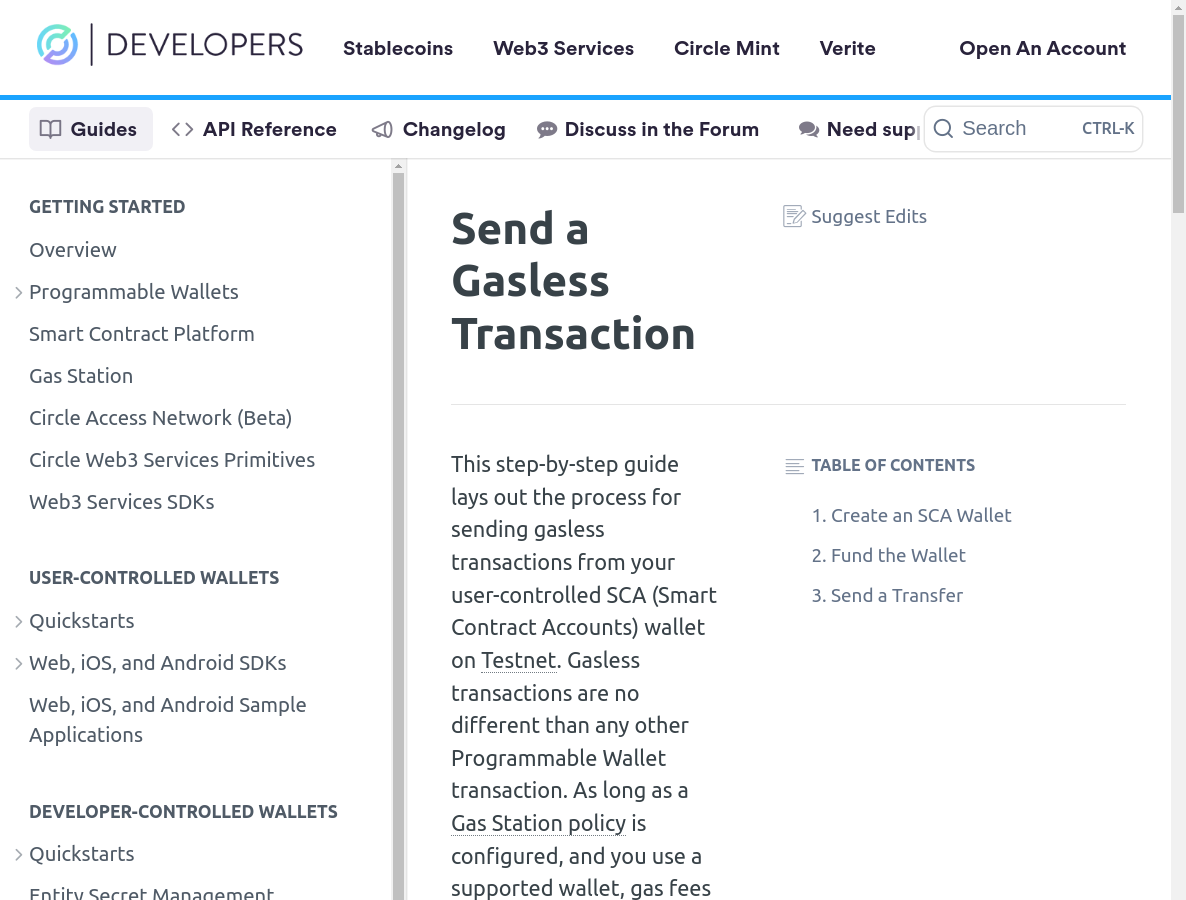 DEVELOPERS
Stablecoins
Web3 Services
Circle Mint
Verite
Open An Account
Guides
API Reference
Changelog
Discuss in the Forum
Need sup
Search
CTRL-K
GETTING STARTED
Overview
Programmable Wallets
Smart Contract Platform
Gas Station
Circle Access Network (Beta)
Circle Web3 Services Primitives
Web3 Services SDKs
USER-CONTROLLED WALLETS
Quickstarts
Web, iOS, and Android SDKs
Web, iOS, and Android Sample
Applications
DEVELOPER-CONTROLLED WALLETS
Quickstarts
Entity Secret Management
Send a
Gasless
Transaction
Suggest Edits
This step-by-step guide
lays out the process for
sending gasless
transactions from your
user-controlled SCA (Smart
Contract Accounts) wallet
on Testnet. Gasless
transactions are no
different than any other
Programmable Wallet
transaction. As long as a
Gas Station policy is
configured, and you use a
supported wallet, gas fees
TABLE OF CONTENTS
1. Create an SCA Wallet
2. Fund the Wallet
3. Send a Transfer